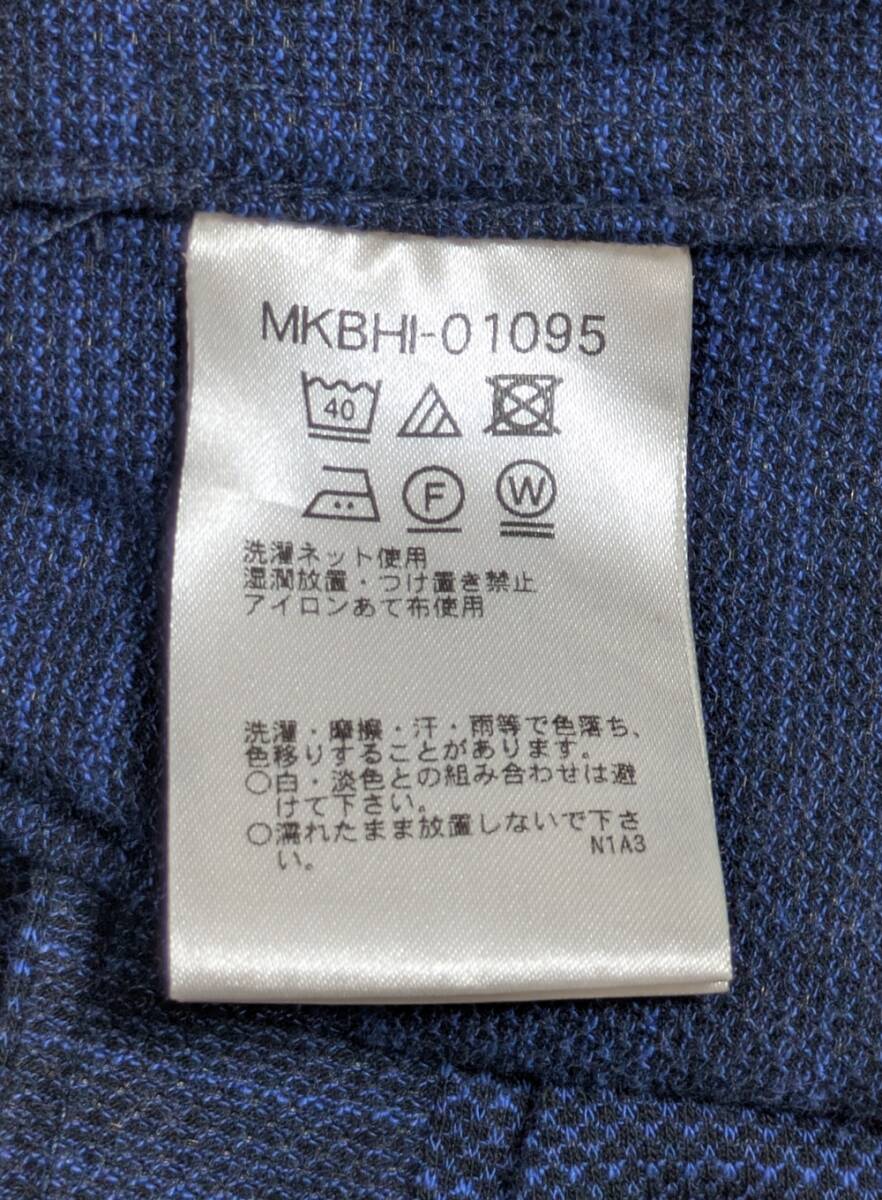 MKBHI-01095
40
F W
洗濯ネット使用
湿潤放置・つけ置き禁止
アイロンあて布使用
洗濯・摩擦・汗・雨等で色落ち、
色移りすることがあります。
○白・淡色との組み合わせは避
けて下さい。
○濡れたまま放置しないで下さ
い。
N1A3